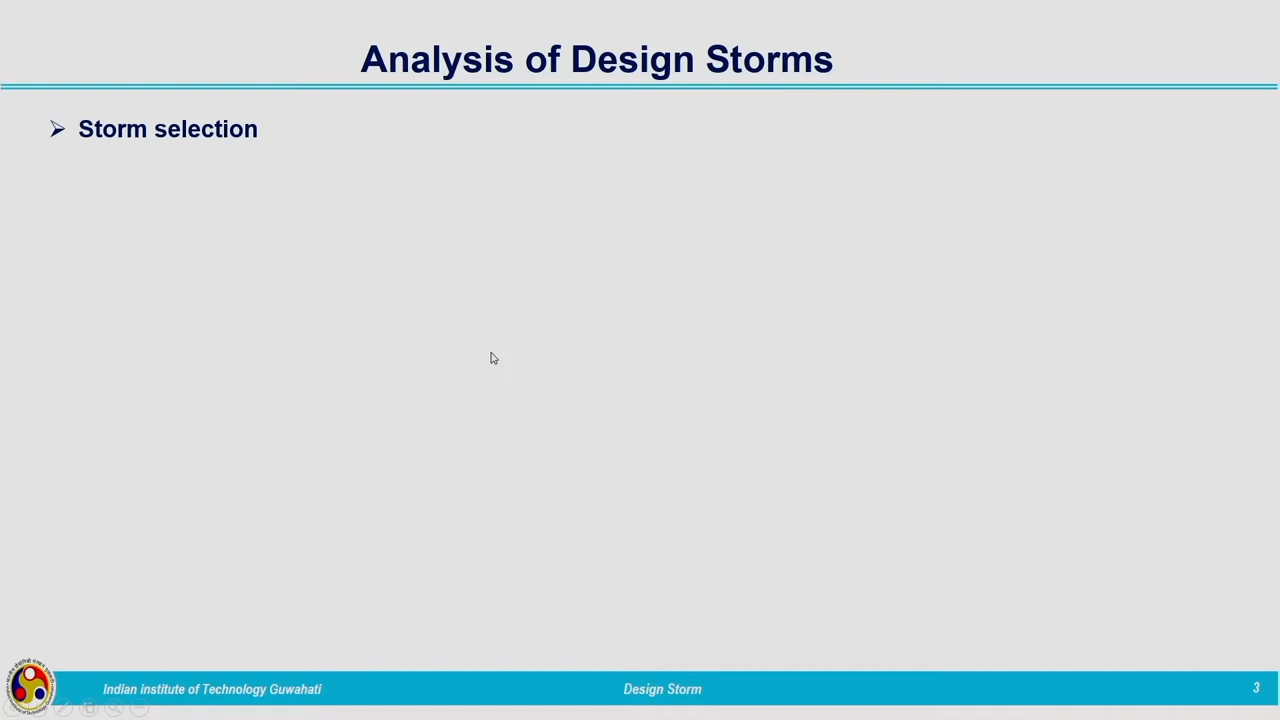 Analysis of Design Storms
Storm selection
Indian institute of Technology Guwahati
Design Storm
3